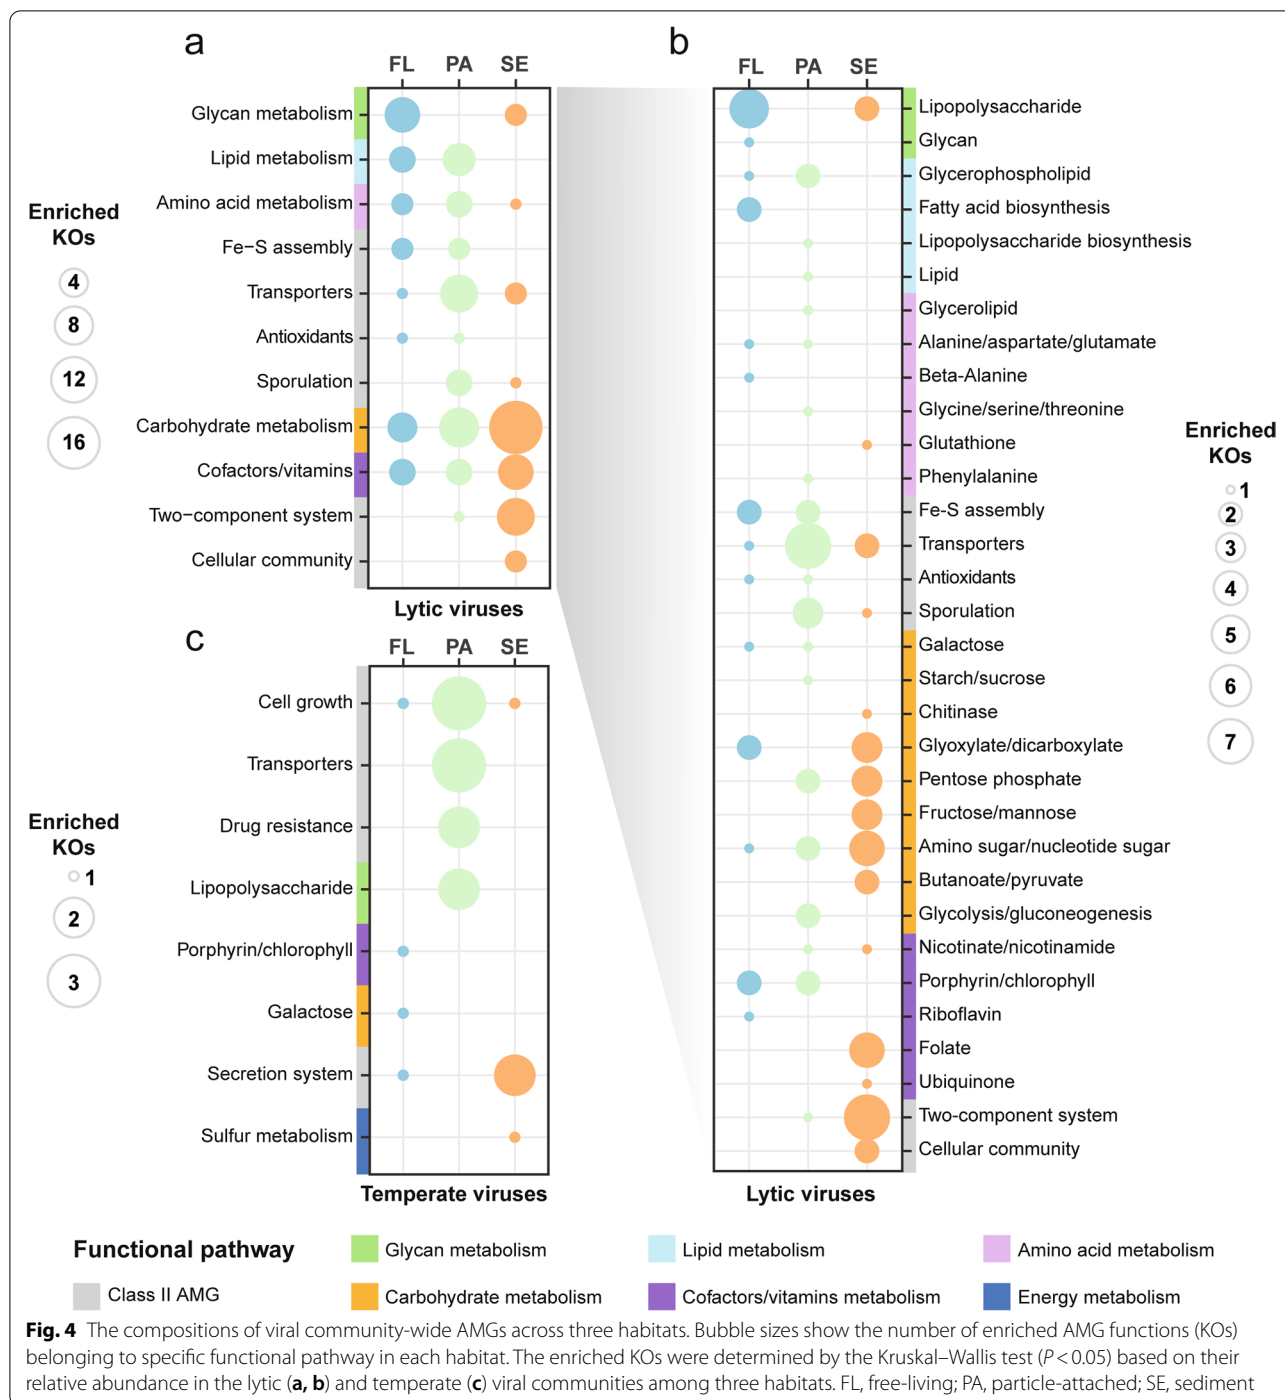 a
FL PA SE
Glycan metabolism
Lipid metabolism
Amino acid metabolism
Fe−S assembly
Transporters
Antioxidants
Sporulation
Carbohydrate metabolism
Cofactors/vitamins
Two−component system
Cellular community
Lytic viruses
Enriched
KOs
4
8
12
16
b
FL PA SE
Lipopolysaccharide
Glycan
Glycerophospholipid
Fatty acid biosynthesis
Lipopolysaccharide biosynthesis
Lipid
Glycerolipid
Alanine/aspartate/glutamate
Beta-Alanine
Glycine/serine/threonine
Glutathione
Phenylalanine
Fe-S assembly
Transporters
Antioxidants
Sporulation
Galactose
Starch/sucrose
Chitinase
Glyoxylate/dicarboxylate
Pentose phosphate
Fructose/mannose
Amino sugar/nucleotide sugar
Butanoate/pyruvate
Glycolysis/gluconeogenesis
Nicotinate/nicotinamide
Porphyrin/chlorophyll
Riboflavin
Folate
Ubiquinone
Two-component system
Cellular community
Lytic viruses
Enriched
KOs
1
2
3
4
5
6
7
c
FL PA SE
Cell growth
Transporters
Drug resistance
Lipopolysaccharide
Porphyrin/chlorophyll
Galactose
Secretion system
Sulfur metabolism
Temperate viruses
Enriched
KOs
1
2
3
Functional pathway
Glycan metabolism
Lipid metabolism
Amino acid metabolism
Class II AMG
Carbohydrate metabolism
Cofactors/vitamins metabolism
Energy metabolism
Fig. 4 The compositions of viral community-wide AMGs across three habitats. Bubble sizes show the number of enriched AMG functions (KOs)
belonging to specific functional pathway in each habitat. The enriched KOs were determined by the Kruskal–Wallis test (P < 0.05) based on their
relative abundance in the lytic (a, b) and temperate (c) viral communities among three habitats. FL, free-living; PA, particle-attached; SE, sediment